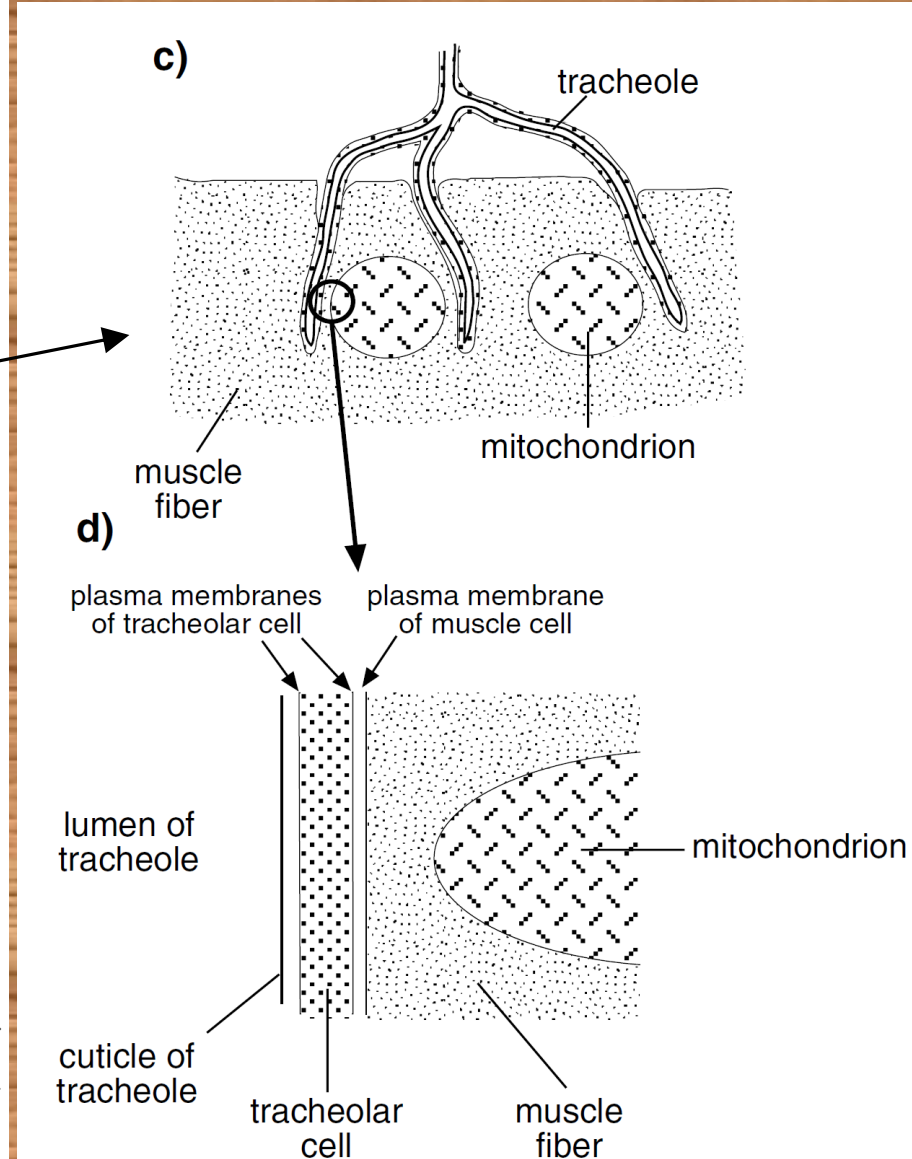 c)
tracheole
mitochondrion
muscle
fiber
d)
plasma membranes
of tracheolar cell
plasma membrane
of muscle cell
lumen of
tracheole
mitochondrion
cuticle of
tracheole
tracheolar
cell
muscle
fiber